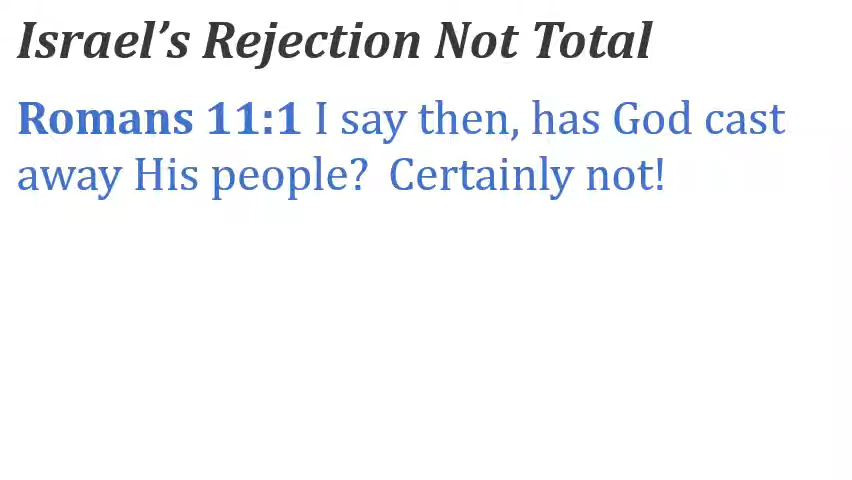 Israel’s Rejection Not Total
Romans 11:1 I say then, has God cast
away His people?  Certainly not!